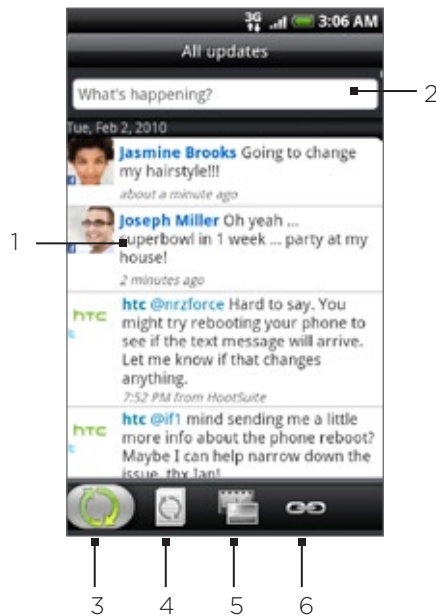 3G 3:06 AM
All updates
What's happening?
2
Tue, Feb 2, 2010
Jasmine Brooks Going to change
my hairstyle!!!
about a minute ago
1
Joseph Miller Oh yeah ...
superbowl in 1 week ... party at my
house!
2 minutes ago
htc
htc @nrzforce Hard to say. You
might try rebooting your phone to
see if the text message will arrive.
Let me know if that changes
anything.
7:52 PM from HootSuite
htc
htc @if1 mind sending me a little
more info about the phone reboot?
Maybe I can help narrow down the
issue. thx Ian!
3 4 5 6